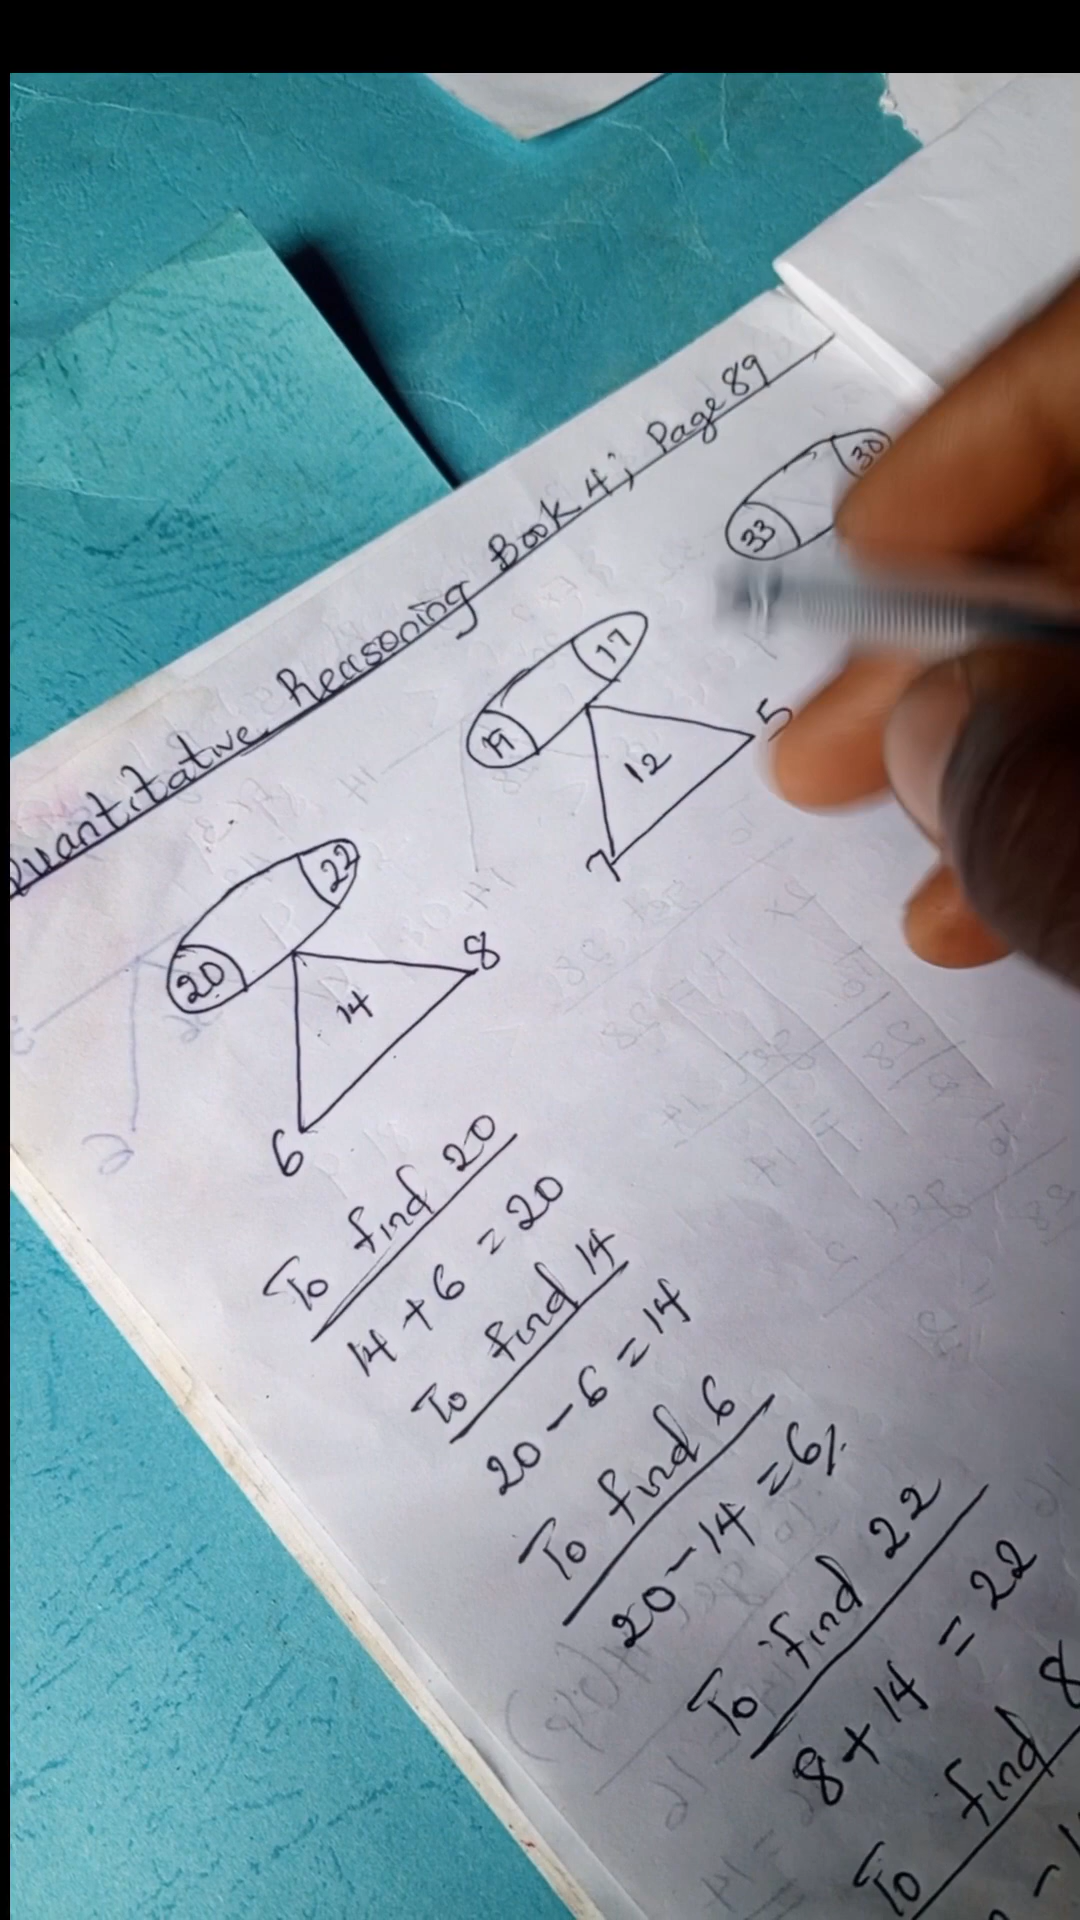 Quantitative Reasoning Book 4; Page 89
22
20
14
8
6
17
19
12
5
7
30
33
To find 20
14 + 6 = 20
To find 14
20 - 6 = 14
To find 6
20 - 14 = 6
To find 22
8 + 14 = 22
To find 8